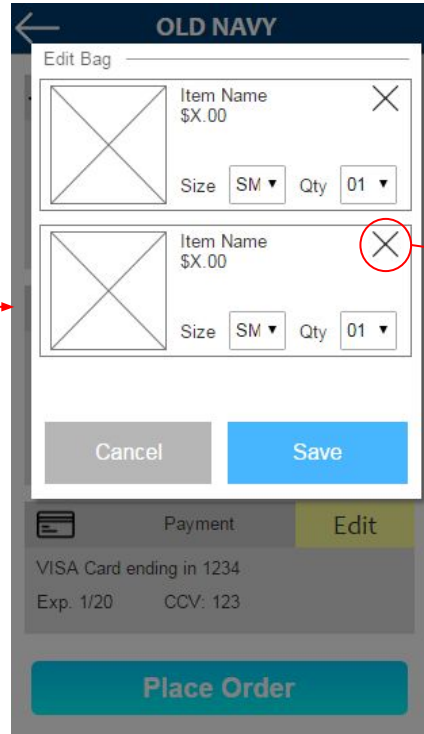 OLD NAVY
Edit Bag
Item Name
$X.00
Size SM Qty 01
Item Name
$X.00
Size SM Qty 01
Cancel Save
Payment Edit
VISA Card ending in 1234
Exp. 1/20 CCV: 123
Place Order